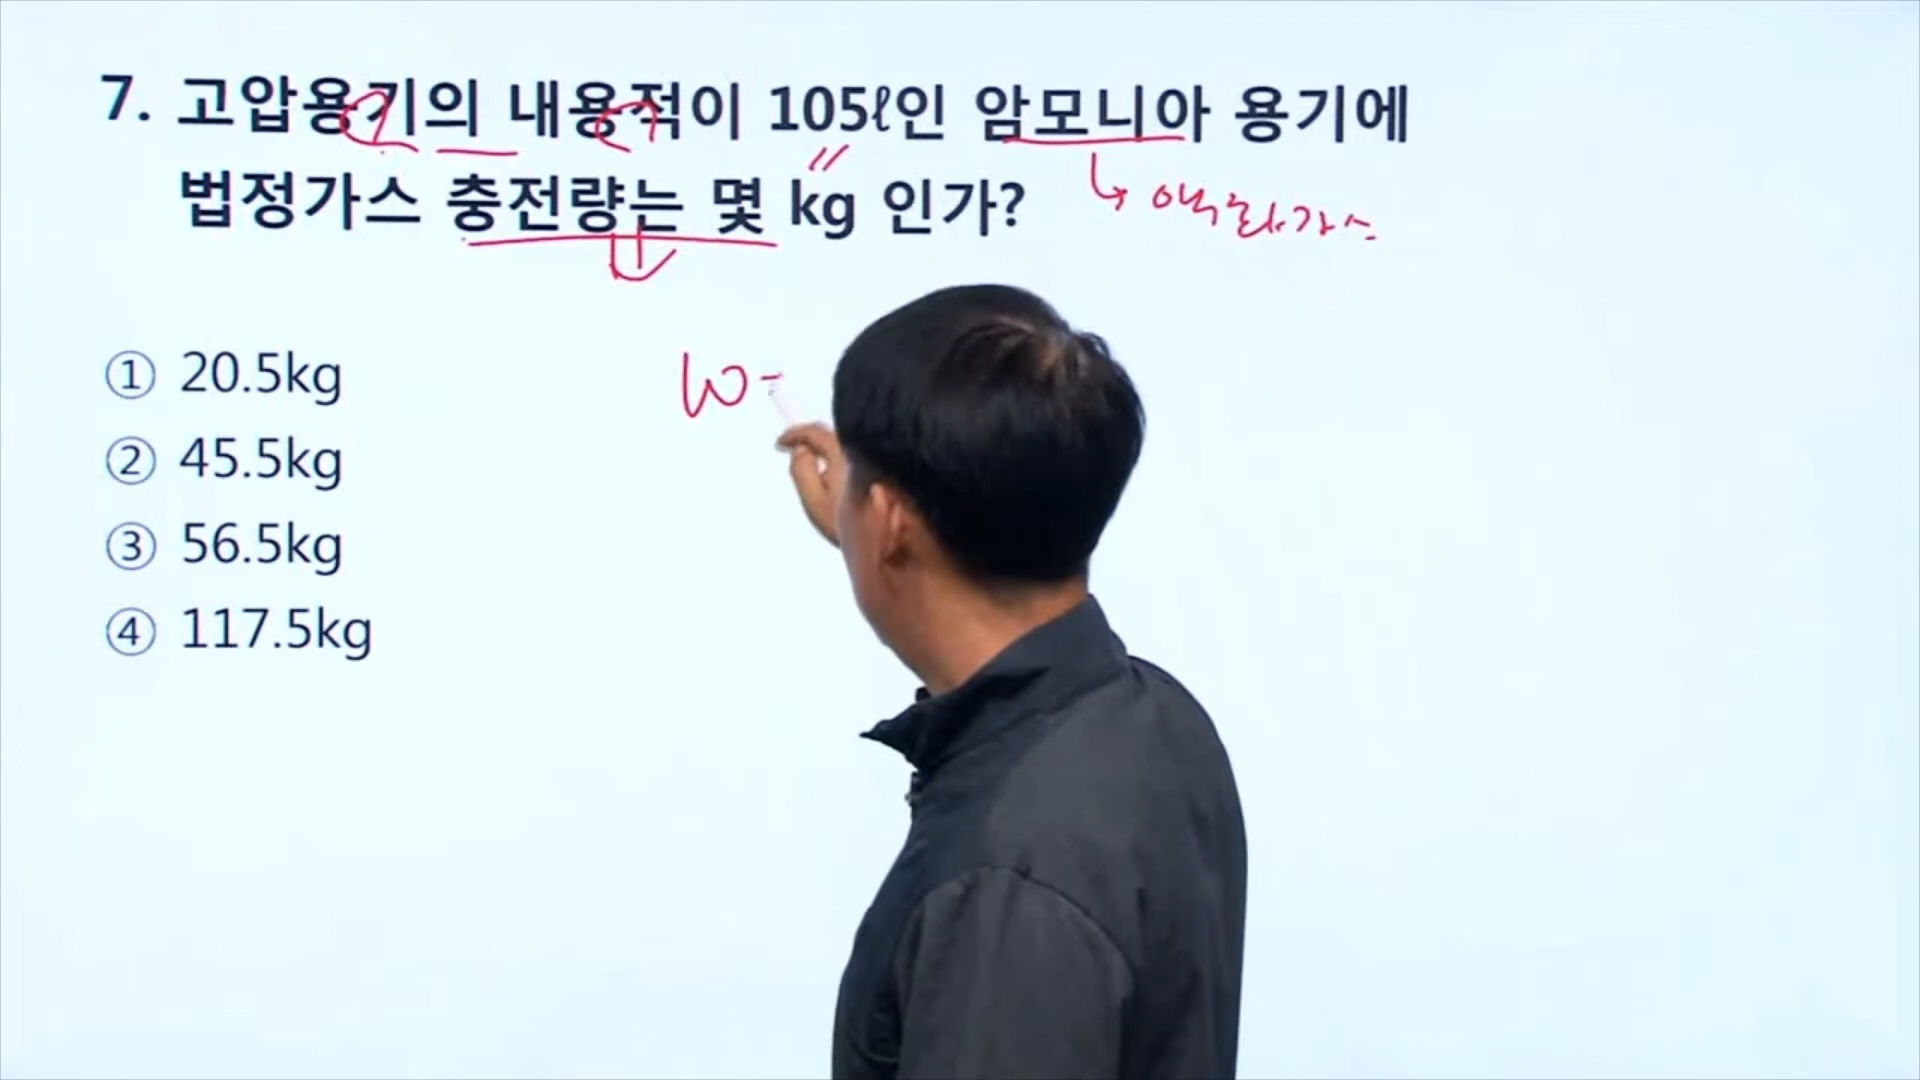 7. 고압용기의 내용적이 105ℓ인 암모니아 용기에
법정가스 충전량는 몇 kg 인가?
액화가스
① 20.5kg
W=
② 45.5kg
③ 56.5kg
④ 117.5kg